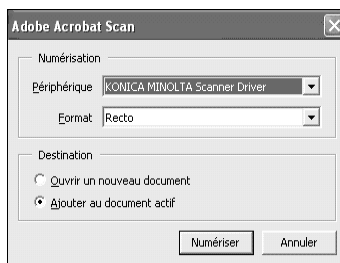 Adobe Acrobat Scan
Numérisation
Périphérique KONICA MINOLTA Scanner Driver
Format Recto
Destination
Ouvrir un nouveau document
Ajouter au document actif
Numériser Annuler